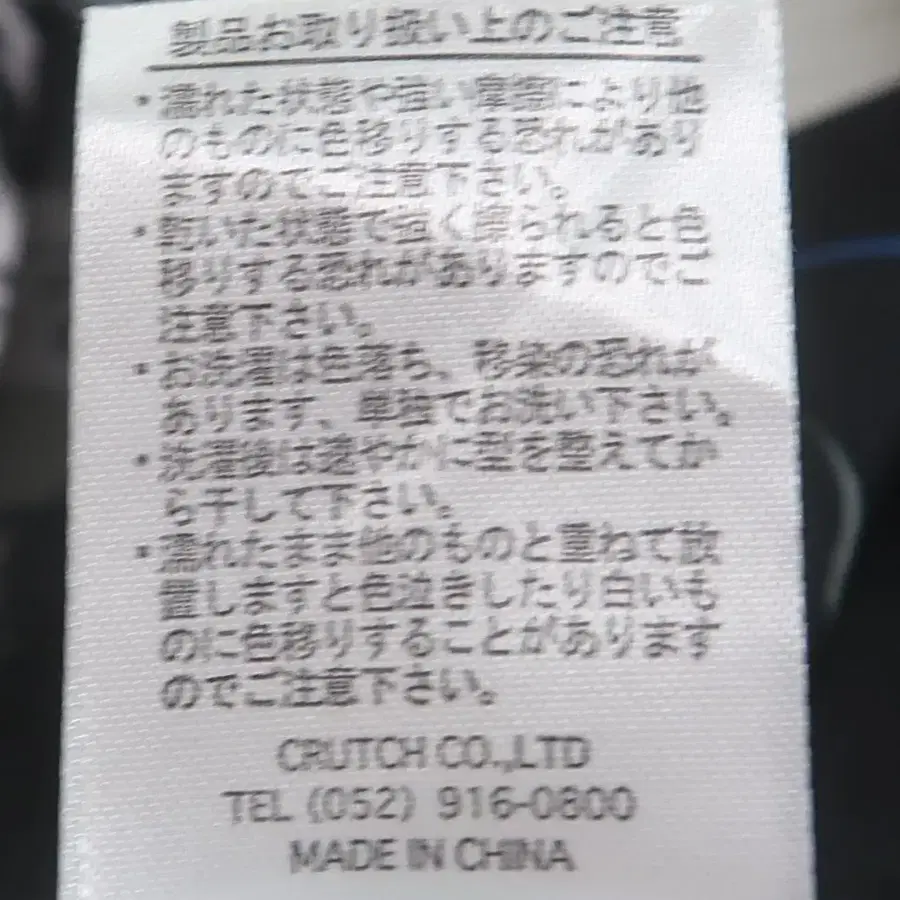 製品お取り扱い上のご注意
・濡れた状態や強い摩擦により他
のものに色移りする恐れがあり
ますのでご注意下さい。
・乾いた状態で強く擦られると色
移りする恐れがありますのでご
注意下さい。
・お洗濯は色落ち、移染の恐れが
あります、単独でお洗い下さい。
・洗濯後は速やかに型を整えてか
ら干して下さい。
・濡れたまま他のものと重ねて放
置しますと色泣きしたり白いも
のに色移りすることがあります
のでご注意下さい。
CRUTCH CO.,LTD
TEL (052) 916-0800
MADE IN CHINA